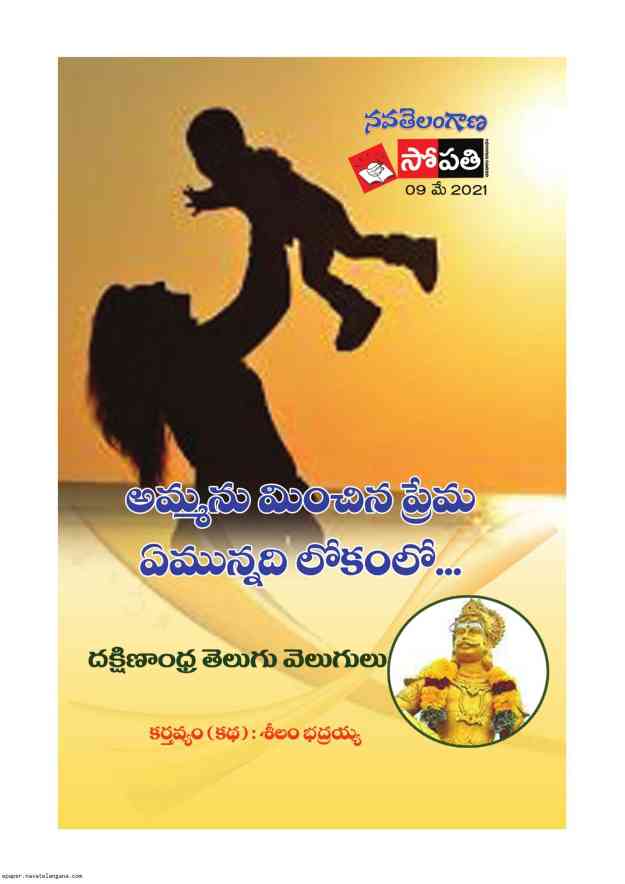 నవతెలంగాణ
సోపతి
09 మే 2021
అమ్మను మించిన ప్రేమ
ఏమున్నది లోకంలో...
దక్షిణాంధ్ర తెలుగు వెలుగులు
కర్తవ్యం (కథ) : శీలం భద్రయ్య
epaper.navatelangana.com